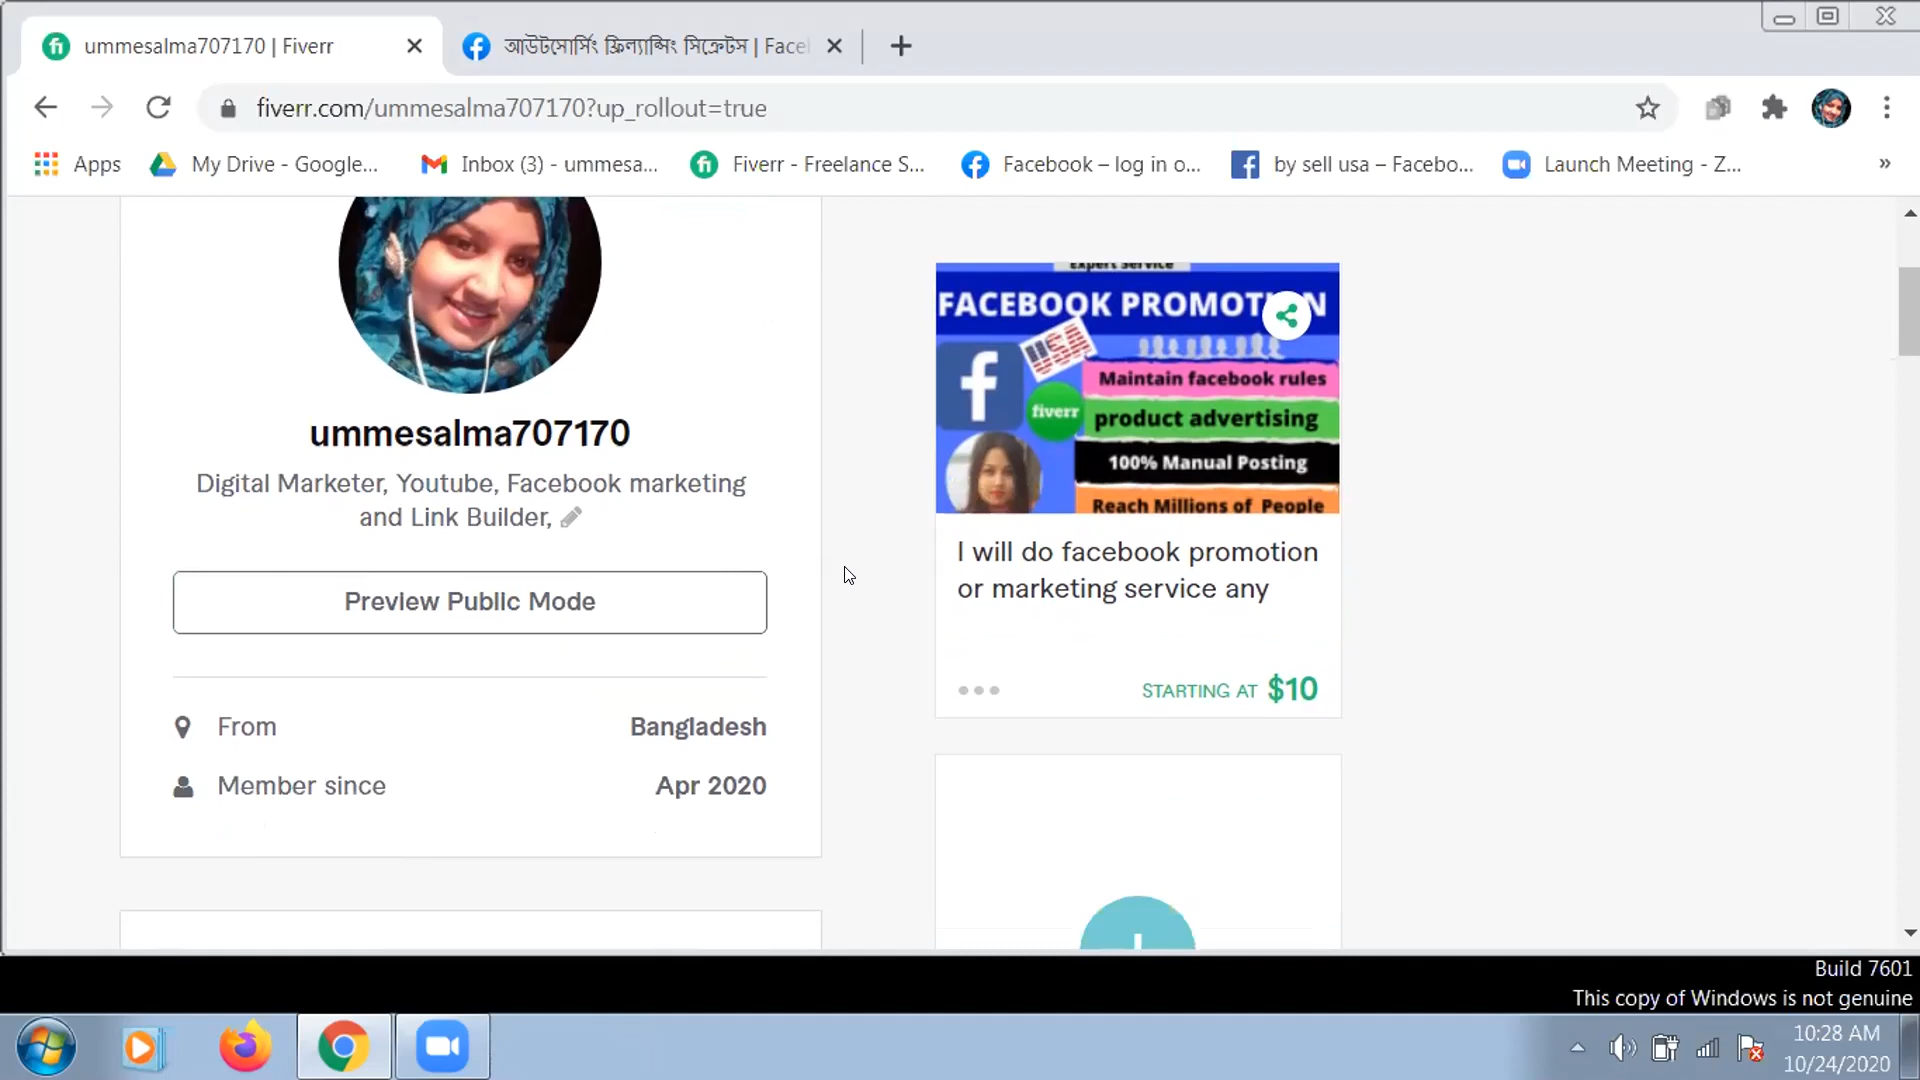 ummesalma707170 | Fiverr
আউটসোর্সিং ফ্রিল্যান্সিং সিক্রেটস | Face
fiverr.com/ummesalma707170?up_rollout=true
Apps
My Drive - Google...
Inbox (3) - ummesa...
Fiverr - Freelance S...
Facebook – log in o...
by sell usa – Facebo...
Launch Meeting - Z...
ummesalma707170
Digital Marketer, Youtube, Facebook marketing
and Link Builder,
Preview Public Mode
From Bangladesh
Member since Apr 2020
Expert Service
FACEBOOK PROMOTION
USA
Maintain facebook rules
fiverr
product advertising
100% Manual Posting
Reach Millions of People
I will do facebook promotion
or marketing service any
STARTING AT $10
Build 7601
This copy of Windows is not genuine
10:28 AM
10/24/2020